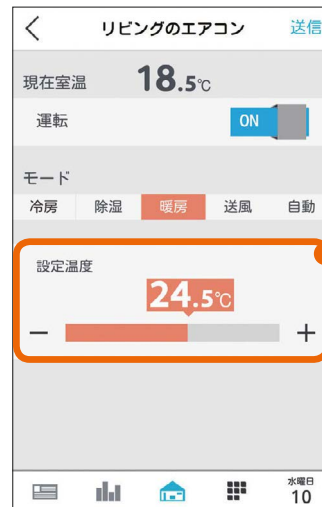 リビングのエアコン 送信
現在室温 18.5℃
運転 ON
モード
冷房 除湿 暖房 送風 自動
設定温度
24.5℃
− +
水曜日
10